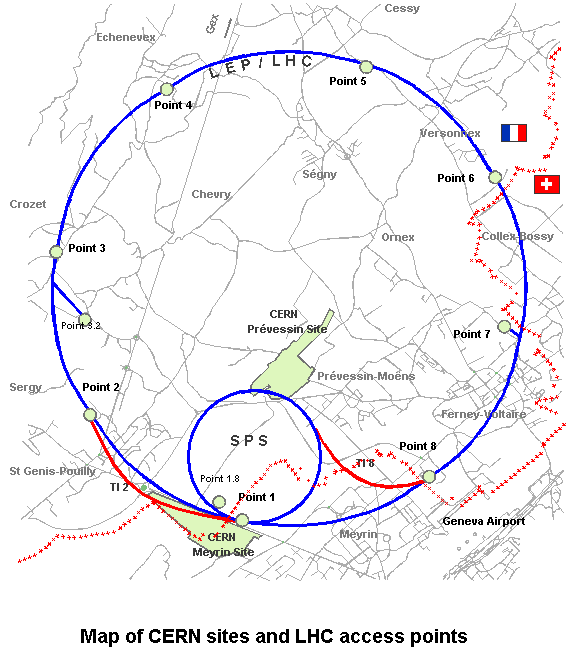 Cessy
Gex
Echenevex
LEP / LHC
Point 5
Point 4
Versonnex
Ségny
Point 6
Chevry
Crozet
Ornex
Collex-Bossy
Point 3
CERN
Prévessin Site
Point 3.2
Point 7
Prévessin-Moëns
Sergy
Point 2
Ferney-Voltaire
SPS
Point 8
St Genis-Pouilly
TI 8
Point 1.8
TI 2
Point 1
Geneva Airport
Meyrin
CERN
Meyrin Site
Map of CERN sites and LHC access points